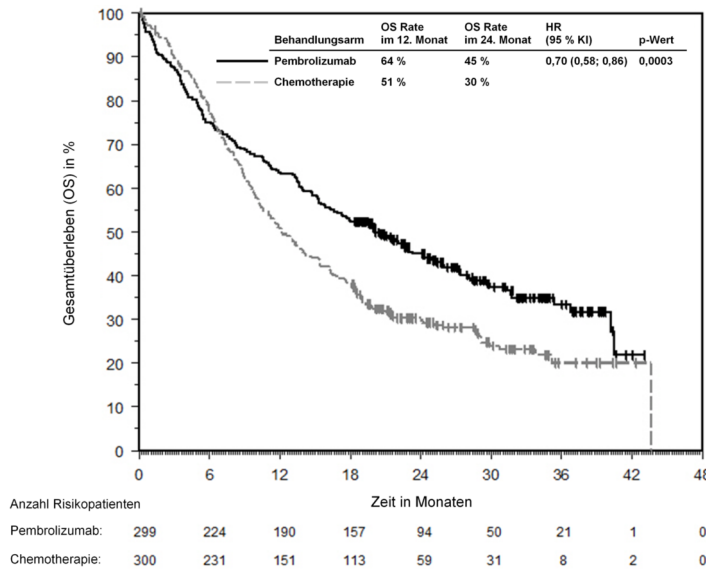 OS Rate OS Rate HR
Behandlungsarm im 12. Monat im 24. Monat (95 % KI) p-Wert
Pembrolizumab 64 % 45 % 0,70 (0,58; 0,86) 0,0003
Chemotherapie 51 % 30 %
Gesamtüberleben (OS) in %
100
90
80
70
60
50
40
30
20
10
0
0 6 12 18 24 30 36 42 48
Zeit in Monaten
Anzahl Risikopatienten
Pembrolizumab: 299 224 190 157 94 50 21 1 0
Chemotherapie: 300 231 151 113 59 31 8 2 0